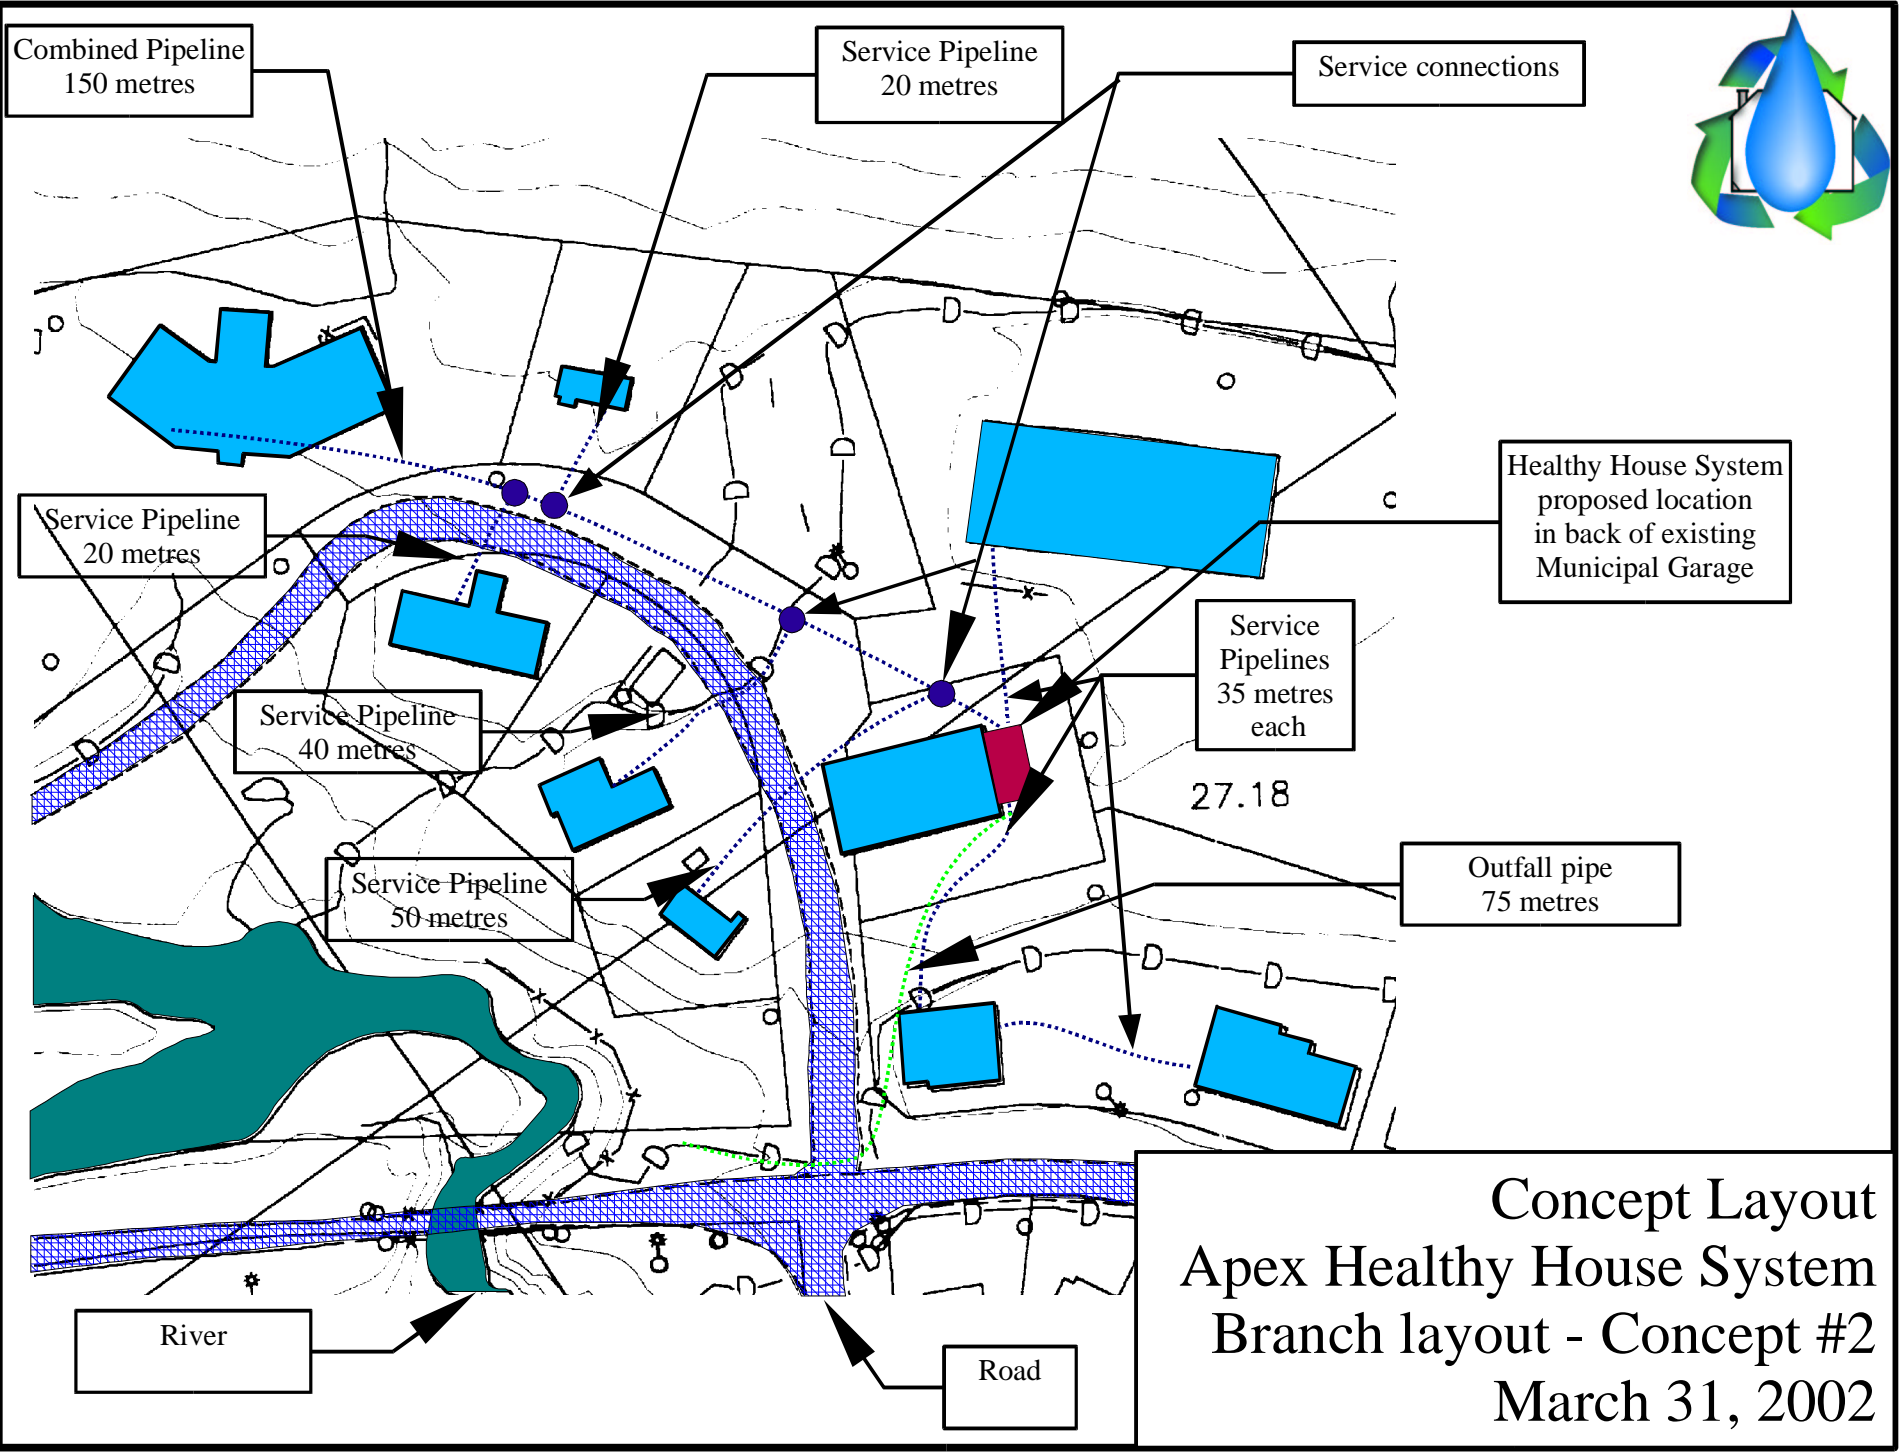 Combined Pipeline
150 metres
Service Pipeline
20 metres
Service connections
Service Pipeline
20 metres
Healthy House System
proposed location
in back of existing
Municipal Garage
Service
Pipelines
35 metres
each
Service Pipeline
40 metres
27.18
Service Pipeline
50 metres
Outfall pipe
75 metres
River
Road
Concept Layout
Apex Healthy House System
Branch layout - Concept #2
March 31, 2002